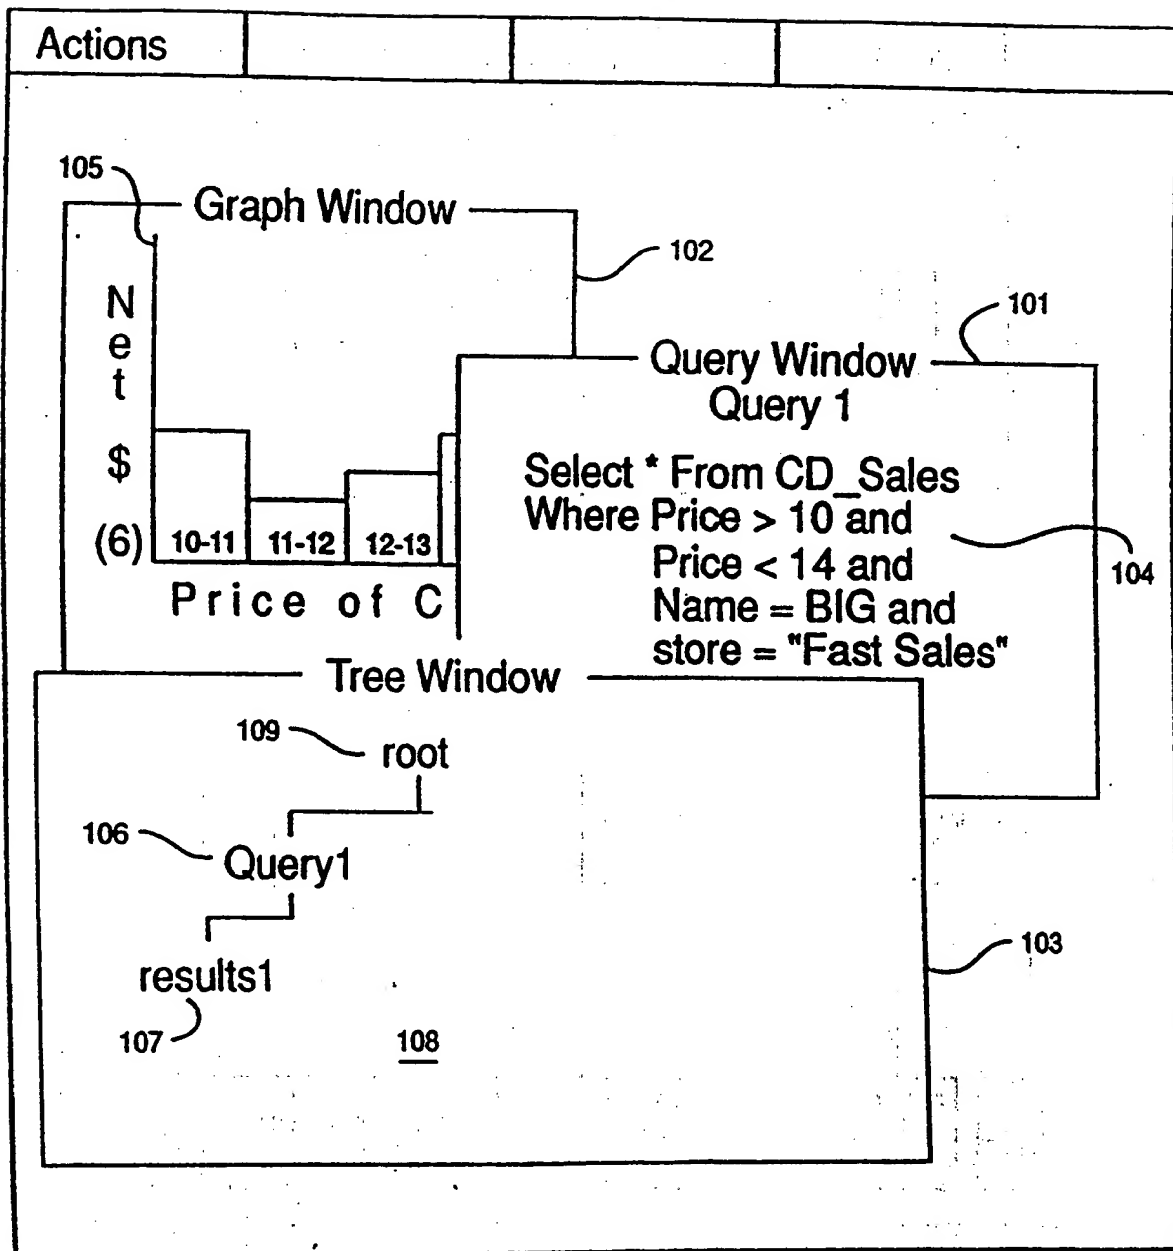 Actions
105
Graph Window
102
101
Net $ (6)
10-11 11-12 12-13
Price of C
Query Window
Query 1
Select * From CD_Sales
Where Price > 10 and
Price < 14 and
Name = BIG and
store = "Fast Sales"
104
Tree Window
109
root
106
Query1
103
results1
107
108